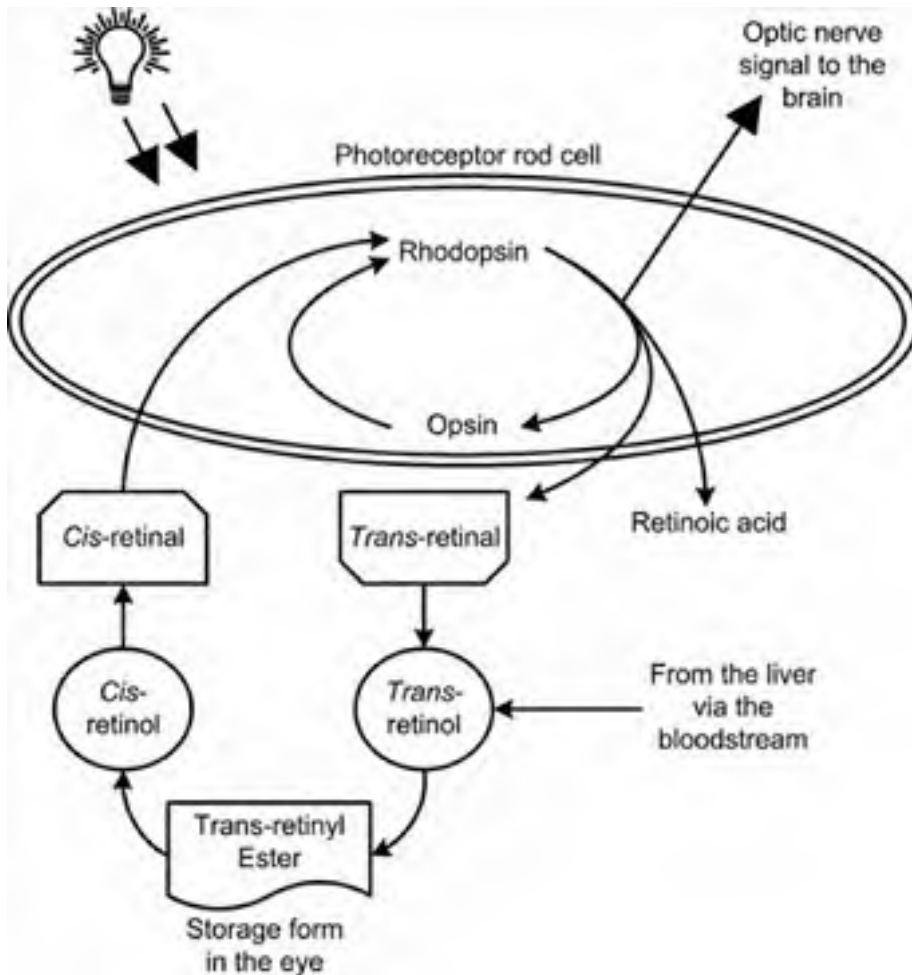 Optic nerve
signal to the
brain
Photoreceptor rod cell
Rhodopsin
Opsin
Cis-retinal
Trans-retinal
Retinoic acid
Cis-
retinol
Trans-
retinol
From the liver
via the
bloodstream
Trans-retinyl
Ester
Storage form
in the eye